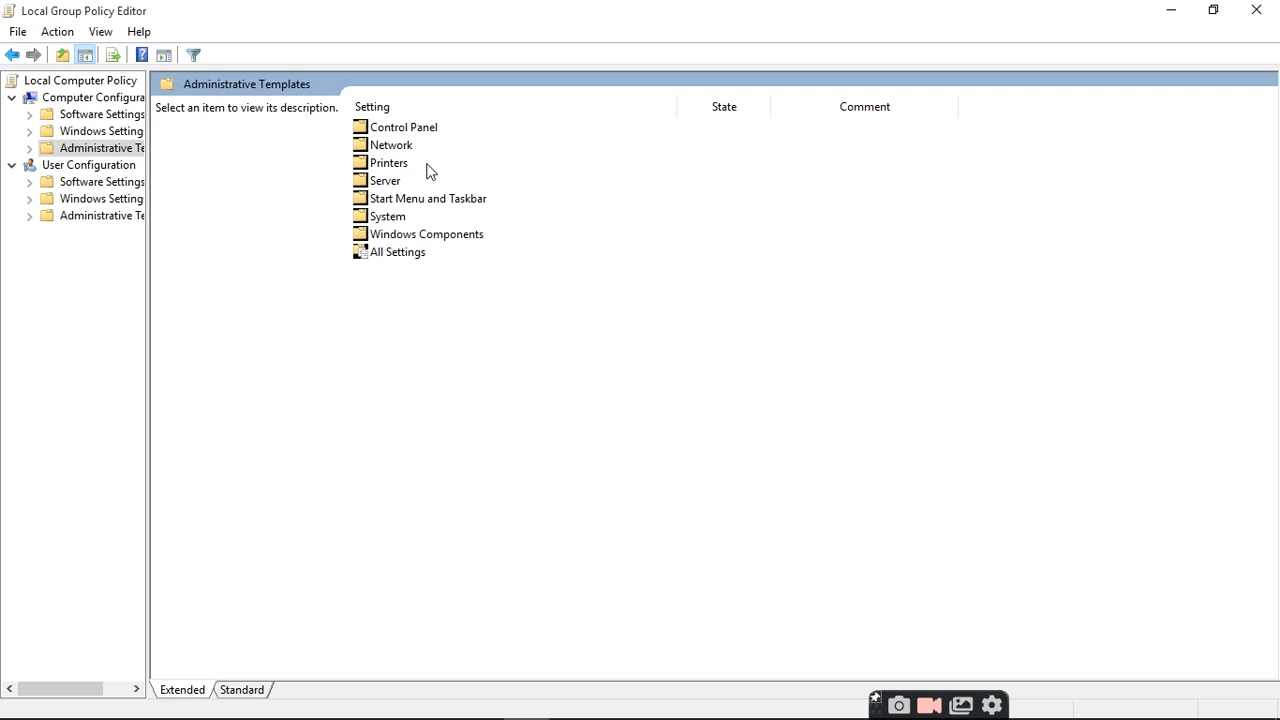 Local Group Policy Editor
File Action View Help
Local Computer Policy
Computer Configura
Software Settings
Windows Setting
Administrative Te
User Configuration
Software Settings
Windows Setting
Administrative Te
Administrative Templates
Select an item to view its description.
Setting State Comment
Control Panel
Network
Printers
Server
Start Menu and Taskbar
System
Windows Components
All Settings
Extended Standard